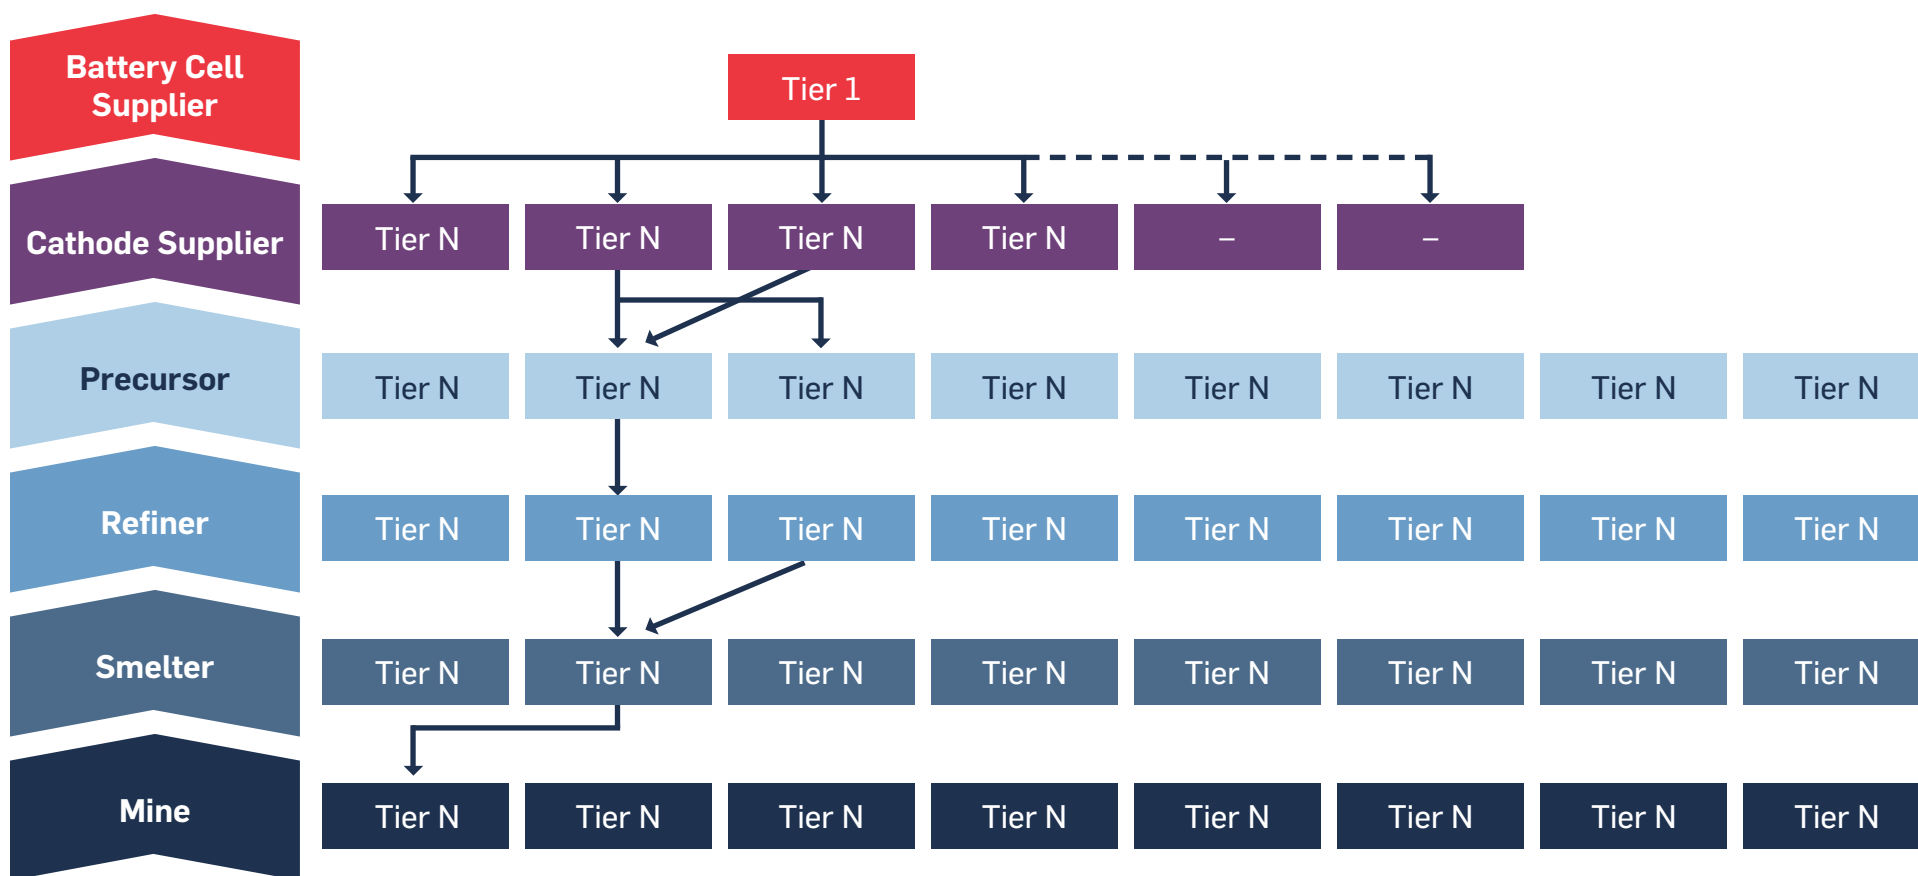 Battery Cell
Supplier
Tier 1
Cathode Supplier
Tier N Tier N Tier N Tier N – –
Precursor
Tier N Tier N Tier N Tier N Tier N Tier N Tier N Tier N
Refiner
Tier N Tier N Tier N Tier N Tier N Tier N Tier N Tier N
Smelter
Tier N Tier N Tier N Tier N Tier N Tier N Tier N Tier N
Mine
Tier N Tier N Tier N Tier N Tier N Tier N Tier N Tier N